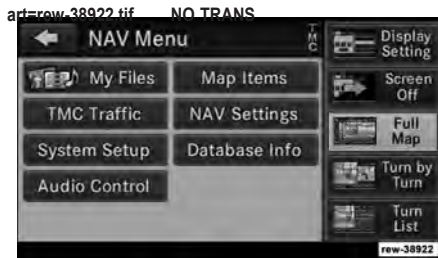 art=rew-38922.tif NO TRANS
NAV Menu
TMC
My Files
Map Items
TMC Traffic
NAV Settings
System Setup
Database Info
Audio Control
Display
Setting
Screen
Off
Full
Map
Turn by
Turn
Turn
List
rew-38922